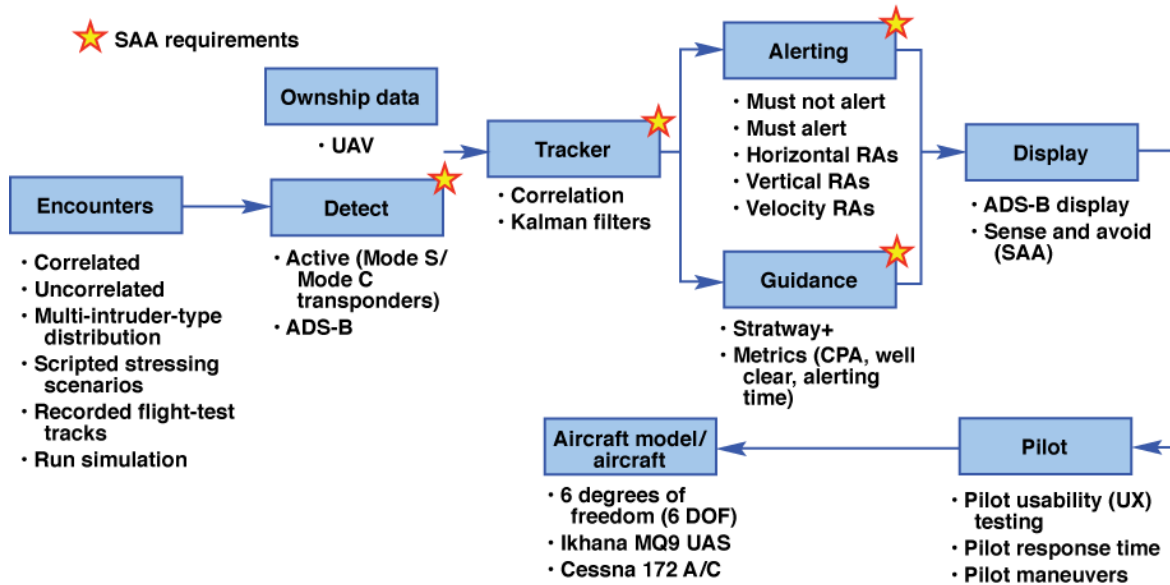 SAA requirements
Ownship data
• UAV
Encounters
• Correlated
• Uncorrelated
• Multi-intruder-type
distribution
• Scripted stressing
scenarios
• Recorded flight-test
tracks
• Run simulation
Detect
• Active (Mode S/
Mode C
transponders)
• ADS-B
Tracker
• Correlation
• Kalman filters
Alerting
• Must not alert
• Must alert
• Horizontal RAs
• Vertical RAs
• Velocity RAs
Guidance
• Stratway+
• Metrics (CPA, well
clear, alerting
time)
Display
• ADS-B display
• Sense and avoid
(SAA)
Pilot
• Pilot usability (UX)
testing
• Pilot response time
• Pilot maneuvers
Aircraft model/
aircraft
• 6 degrees of
freedom (6 DOF)
• Ikhana MQ9 UAS
• Cessna 172 A/C